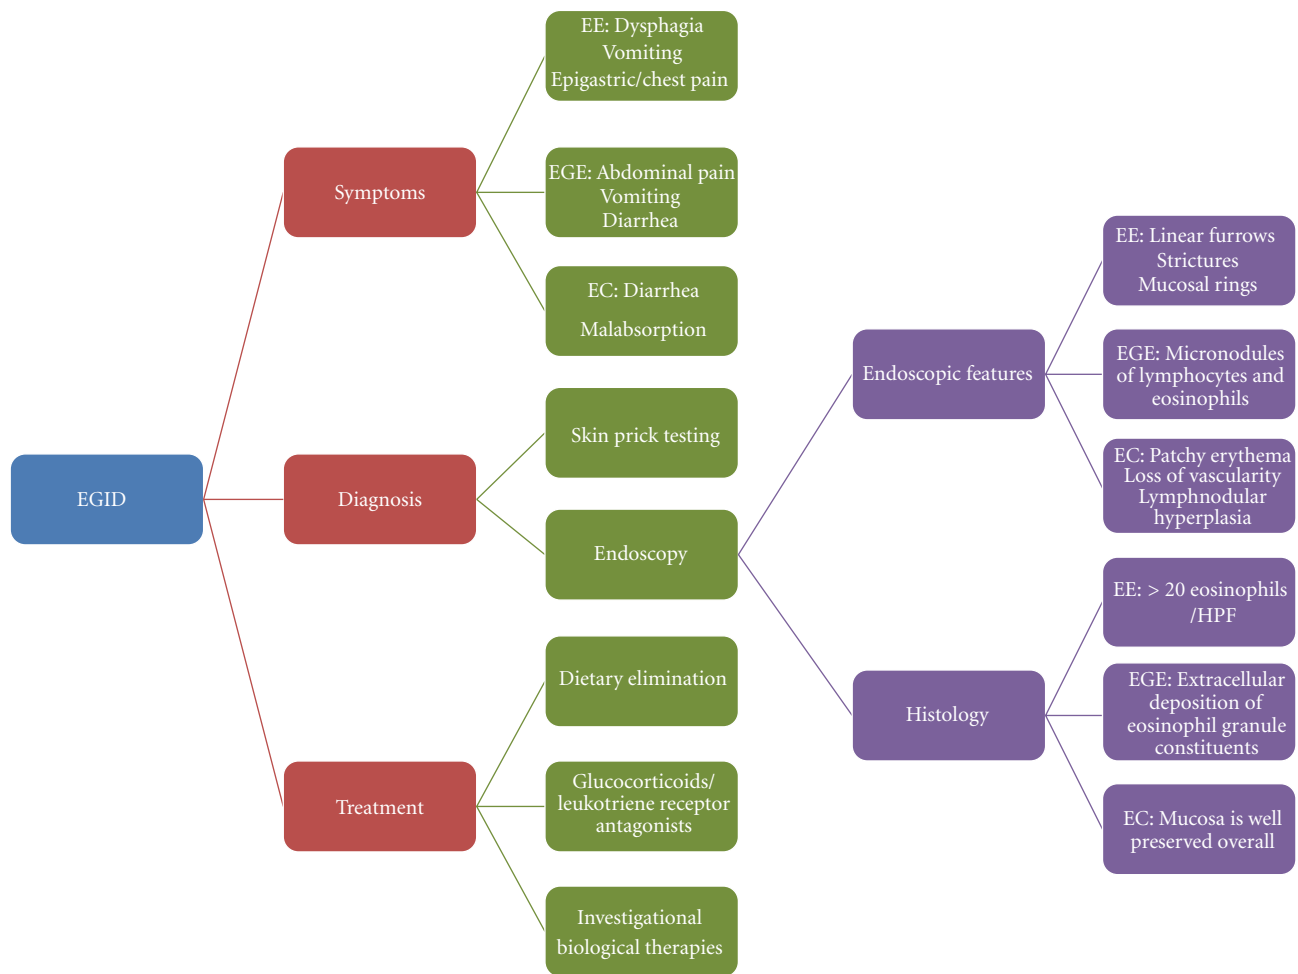 EGID
Symptoms
EE: Dysphagia
Vomiting
Epigastric/chest pain
EGE: Abdominal pain
Vomiting
Diarrhea
EC: Diarrhea
Malabsorption
Diagnosis
Skin prick testing
Endoscopy
Endoscopic features
EE: Linear furrows
Strictures
Mucosal rings
EGE: Micronodules
of lymphocytes and
eosinophils
EC: Patchy erythema
Loss of vascularity
Lymphnodular
hyperplasia
Histology
EE: > 20 eosinophils
/HPF
EGE: Extracellular
deposition of
eosinophil granule
constituents
EC: Mucosa is well
preserved overall
Treatment
Dietary elimination
Glucocorticoids/
leukotriene receptor
antagonists
Investigational
biological therapies